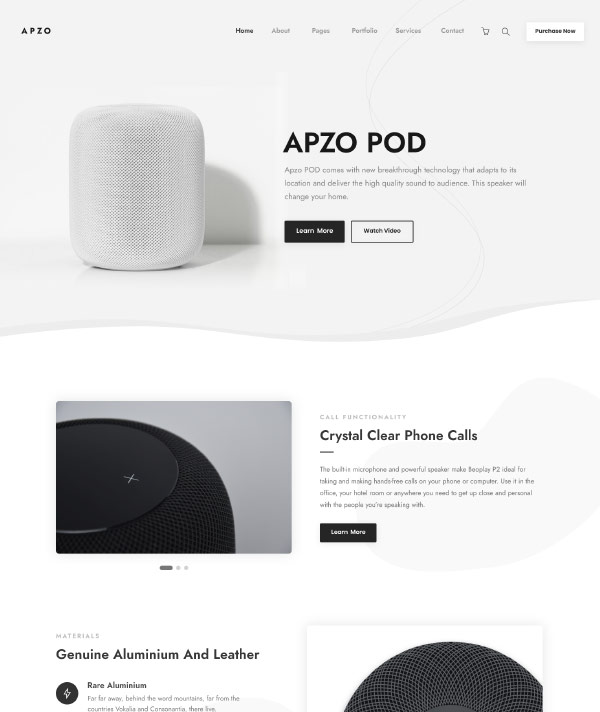 APZO
Home About Pages Portfolio Services Contact Purchase Now
APZO POD
Apzo POD comes with new breakthrough technology that adapts to its
location and deliver the high quality sound to audience. This speaker will
change your home.
Learn More Watch Video
CALL FUNCTIONALITY
Crystal Clear Phone Calls
The built-in microphone and powerful speaker make Beoplay P2 ideal for
taking and making hands-free calls on your phone or computer. Use it in the
office, your hotel room or anywhere you need to get up close and personal
with the people you're speaking with.
Learn More
MATERIALS
Genuine Aluminium And Leather
Rare Aluminium
Far far away, behind the word mountains, far from the
countries Vokalia and Consonantia, there live.